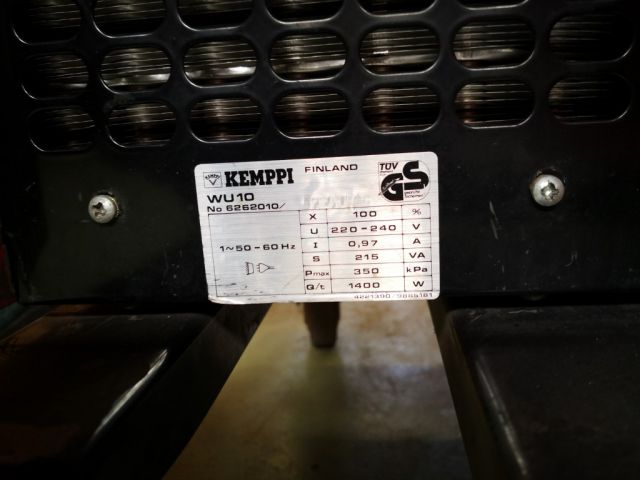 KEMPPI FINLAND
TÜV
GS
WU10
No 6262010/
X 100 %
U 220-240 V
1~50-60Hz I 0,97 A
S 215 VA
Pmax 350 kPa
Q/t 1400 W